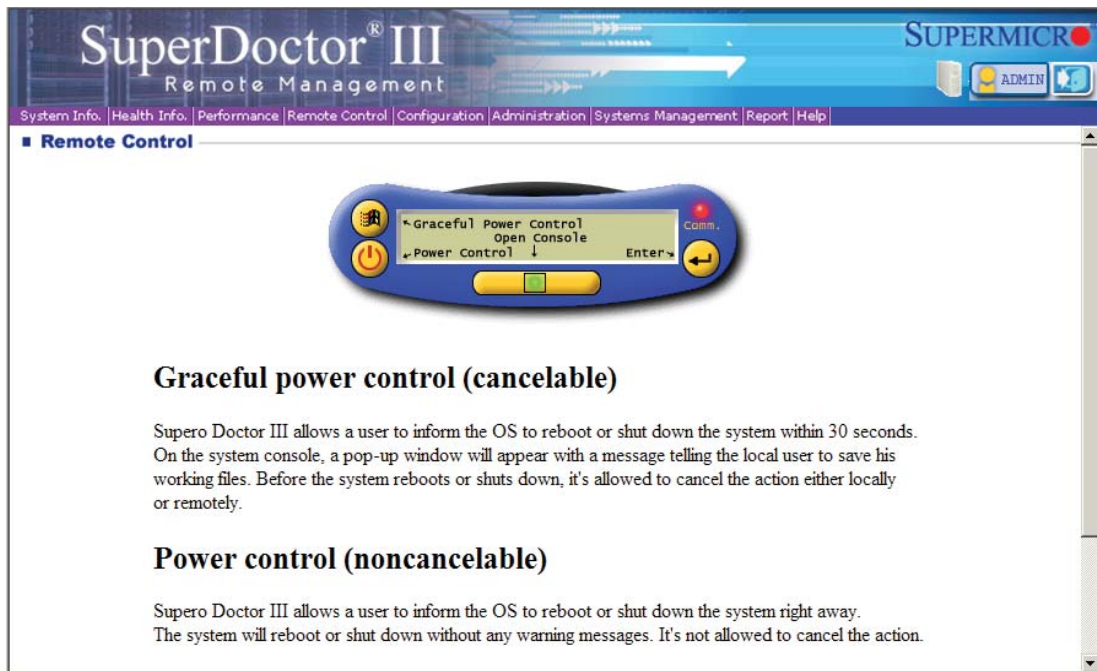 SuperDoctor® III
Remote Management
SUPERMICR
ADMIN
System Info. Health Info. Performance Remote Control Configuration Administration Systems Management Report Help
Remote Control
Graceful Power Control
Open Console
Power Control ↓ Enter
Comm.
Graceful power control (cancelable)
Supero Doctor III allows a user to inform the OS to reboot or shut down the system within 30 seconds.
On the system console, a pop-up window will appear with a message telling the local user to save his
working files. Before the system reboots or shuts down, it's allowed to cancel the action either locally
or remotely.
Power control (noncancelable)
Supero Doctor III allows a user to inform the OS to reboot or shut down the system right away.
The system will reboot or shut down without any warning messages. It's not allowed to cancel the action.